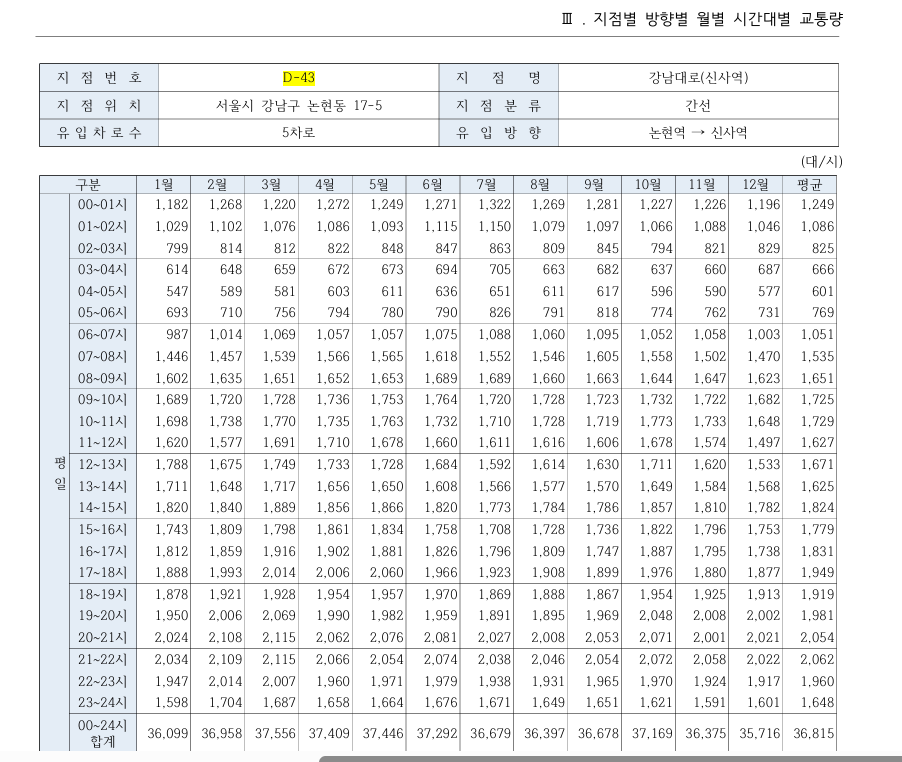 Ⅲ. 지점별 방향별 월별 시간대별 교통량
지 점 번 호 D-43 지 점 명 강남대로(신사역)
지 점 위 치 서울시 강남구 논현동 17-5 지 점 분 류 간선
유 입 차 로 수 5차로 유 입 방 향 논현역 → 신사역
(대/시)
구분 1월 2월 3월 4월 5월 6월 7월 8월 9월 10월 11월 12월 평균
00~01시 1,182 1,268 1,220 1,272 1,249 1,271 1,322 1,269 1,281 1,227 1,226 1,196 1,249
01~02시 1,029 1,102 1,076 1,086 1,093 1,115 1,150 1,079 1,097 1,066 1,088 1,046 1,086
02~03시 799 814 812 822 848 847 863 809 845 794 821 829 825
03~04시 614 648 659 672 673 694 705 663 682 637 660 687 666
04~05시 547 589 581 603 611 636 651 611 617 596 590 577 601
05~06시 693 710 756 794 780 790 826 791 818 774 762 731 769
06~07시 987 1,014 1,069 1,057 1,057 1,075 1,088 1,060 1,095 1,052 1,058 1,003 1,051
07~08시 1,446 1,457 1,539 1,566 1,565 1,618 1,552 1,546 1,605 1,558 1,502 1,470 1,535
08~09시 1,602 1,635 1,651 1,652 1,653 1,689 1,689 1,660 1,663 1,644 1,647 1,623 1,651
09~10시 1,689 1,720 1,728 1,736 1,753 1,764 1,720 1,728 1,723 1,732 1,722 1,682 1,725
10~11시 1,698 1,738 1,770 1,735 1,763 1,732 1,710 1,728 1,719 1,773 1,733 1,648 1,729
11~12시 1,620 1,577 1,691 1,710 1,678 1,660 1,611 1,616 1,606 1,678 1,574 1,497 1,627
평일
12~13시 1,788 1,675 1,749 1,733 1,728 1,684 1,592 1,614 1,630 1,711 1,620 1,533 1,671
13~14시 1,711 1,648 1,717 1,656 1,650 1,608 1,566 1,577 1,570 1,649 1,584 1,568 1,625
14~15시 1,820 1,840 1,889 1,856 1,866 1,820 1,773 1,784 1,786 1,857 1,810 1,782 1,824
15~16시 1,743 1,809 1,798 1,861 1,834 1,758 1,708 1,728 1,736 1,822 1,796 1,753 1,779
16~17시 1,812 1,859 1,916 1,902 1,881 1,826 1,796 1,809 1,747 1,887 1,795 1,738 1,831
17~18시 1,888 1,993 2,014 2,006 2,060 1,966 1,923 1,908 1,899 1,976 1,880 1,877 1,949
18~19시 1,878 1,921 1,928 1,954 1,957 1,970 1,869 1,888 1,867 1,954 1,925 1,913 1,919
19~20시 1,950 2,006 2,069 1,990 1,982 1,959 1,891 1,895 1,969 2,048 2,008 2,002 1,981
20~21시 2,024 2,108 2,115 2,062 2,076 2,081 2,027 2,008 2,053 2,071 2,001 2,021 2,054
21~22시 2,034 2,109 2,115 2,066 2,054 2,074 2,038 2,046 2,054 2,072 2,058 2,022 2,062
22~23시 1,947 2,014 2,007 1,960 1,971 1,979 1,938 1,931 1,965 1,970 1,924 1,917 1,960
23~24시 1,598 1,704 1,687 1,658 1,664 1,676 1,671 1,649 1,651 1,621 1,591 1,601 1,648
00~24시 합계 36,099 36,958 37,556 37,409 37,446 37,292 36,679 36,397 36,678 37,169 36,375 35,716 36,815